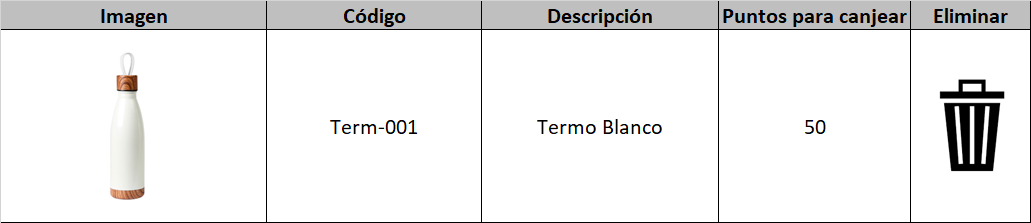 Imagen Código Descripción Puntos para canjear Eliminar
Term-001 Termo Blanco 50